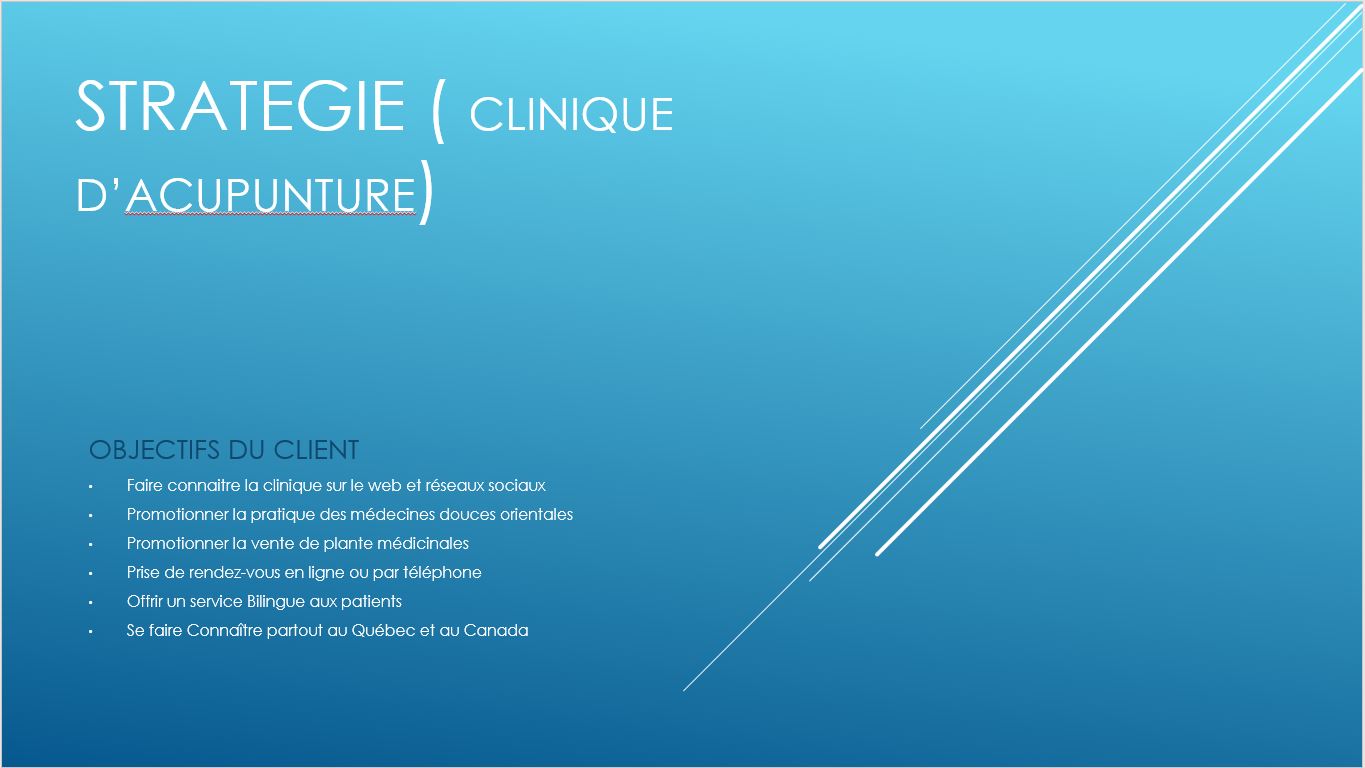 STRATEGIE ( CLINIQUE
D’ACUPUNTURE)
OBJECTIFS DU CLIENT
• Faire connaitre la clinique sur le web et réseaux sociaux
• Promotionner la pratique des médecines douces orientales
• Promotionner la vente de plante médicinales
• Prise de rendez-vous en ligne ou par téléphone
• Offrir un service Bilingue aux patients
• Se faire Connaître partout au Québec et au Canada